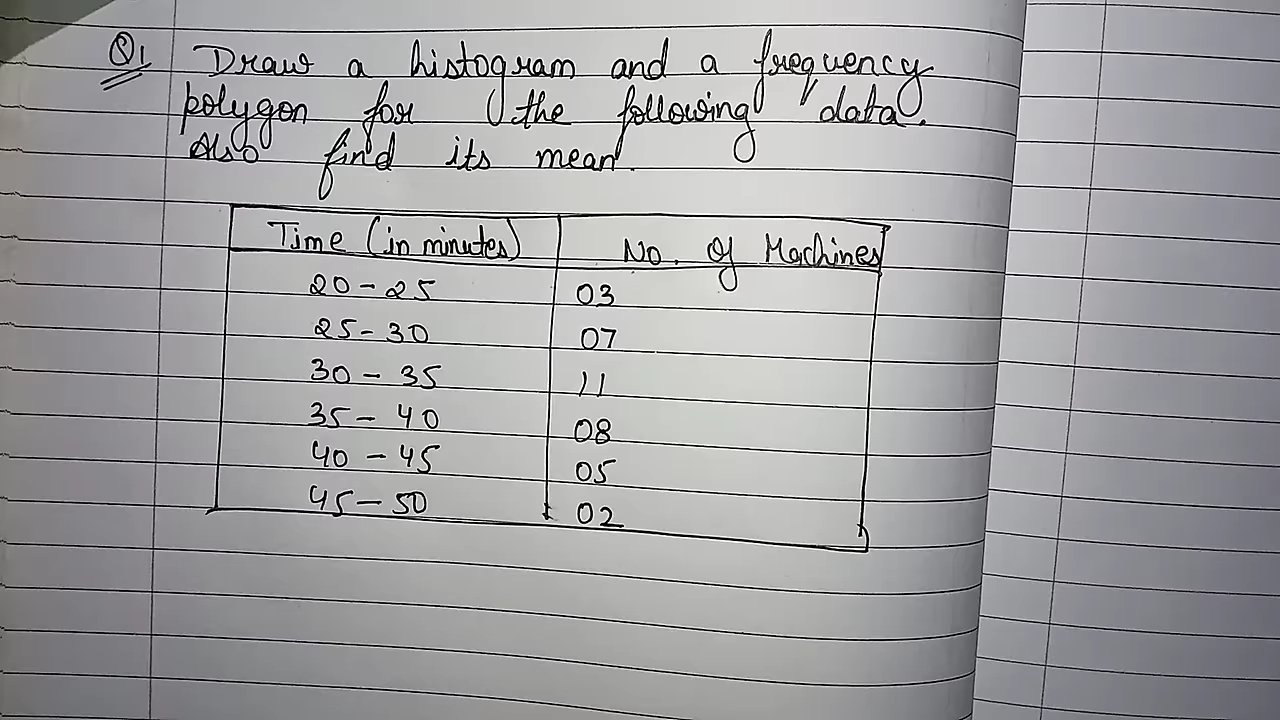 Q1 Draw a histogram and a frequency
polygon for the following data.
Also find its mean.
Time (in minutes) No. of Machines
20 - 25 03
25 - 30 07
30 - 35 11
35 - 40 08
40 - 45 05
45 - 50 02